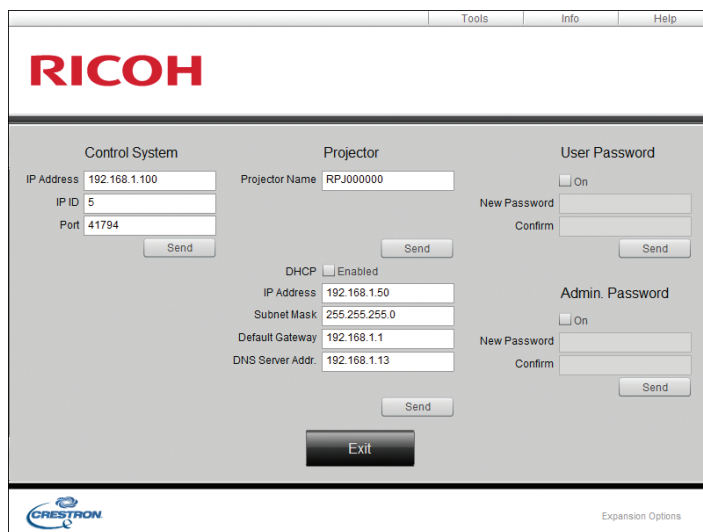 Tools Info Help
RICOH
Control System
IP Address 192.168.1.100
IP ID 5
Port 41794
Send
Projector
Projector Name RPJ000000
Send
DHCP Enabled
IP Address 192.168.1.50
Subnet Mask 255.255.255.0
Default Gateway 192.168.1.1
DNS Server Addr. 192.168.1.13
Send
User Password
On
New Password
Confirm
Send
Admin. Password
On
New Password
Confirm
Send
Exit
CRESTRON
Expansion Options